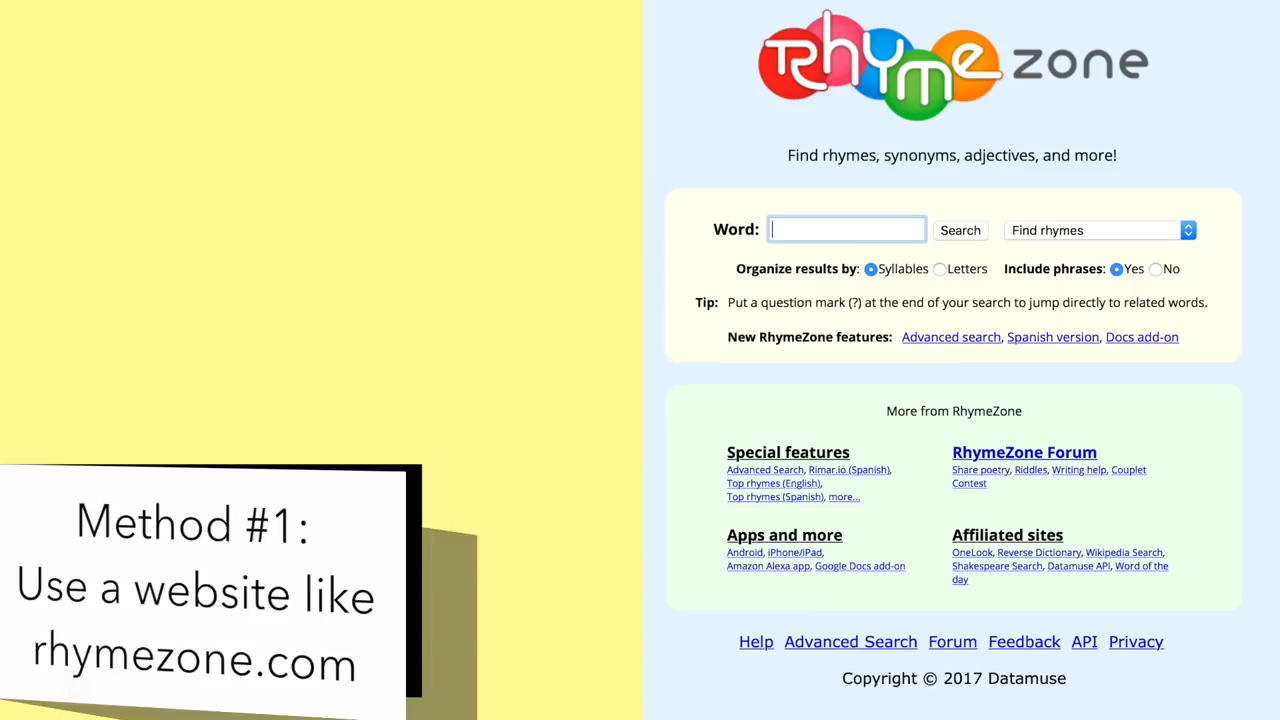 Rhyme zone
Find rhymes, synonyms, adjectives, and more!
Word: Search Find rhymes
Organize results by: Syllables Letters Include phrases: Yes No
Tip: Put a question mark (?) at the end of your search to jump directly to related words.
New RhymeZone features: Advanced search, Spanish version, Docs add-on
More from RhymeZone
Special features
Advanced Search, Rimar.io (Spanish),
Top rhymes (English),
Top rhymes (Spanish), more...
RhymeZone Forum
Share poetry, Riddles, Writing help, Couplet
Contest
Apps and more
Android, iPhone/iPad,
Amazon Alexa app, Google Docs add-on
Affiliated sites
OneLook, Reverse Dictionary, Wikipedia Search,
Shakespeare Search, Datamuse API, Word of the
day
Help Advanced Search Forum Feedback API Privacy
Copyright © 2017 Datamuse
Method #1:
Use a website like
rhymezone.com